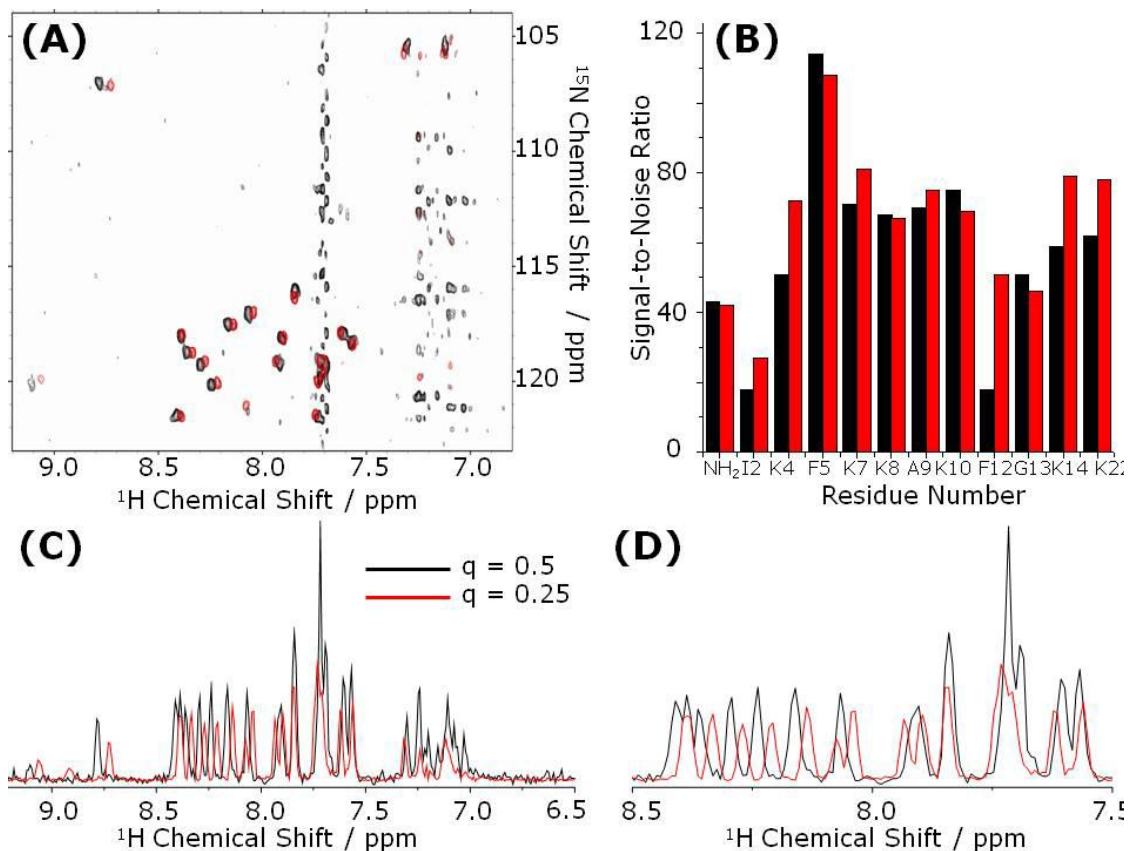 (A)
105
110
115
120
¹⁵N Chemical Shift / ppm
9.0 8.5 8.0 7.5 7.0
¹H Chemical Shift / ppm
(B)
120
80
40
0
Signal-to-Noise Ratio
NH₂ I2 K4 F5 K7 K8 A9 K10 F12 G13 K14 K22
Residue Number
(C)
q = 0.5
q = 0.25
9.0 8.5 8.0 7.5 7.0 6.5
¹H Chemical Shift / ppm
(D)
8.5 8.0 7.5
¹H Chemical Shift / ppm